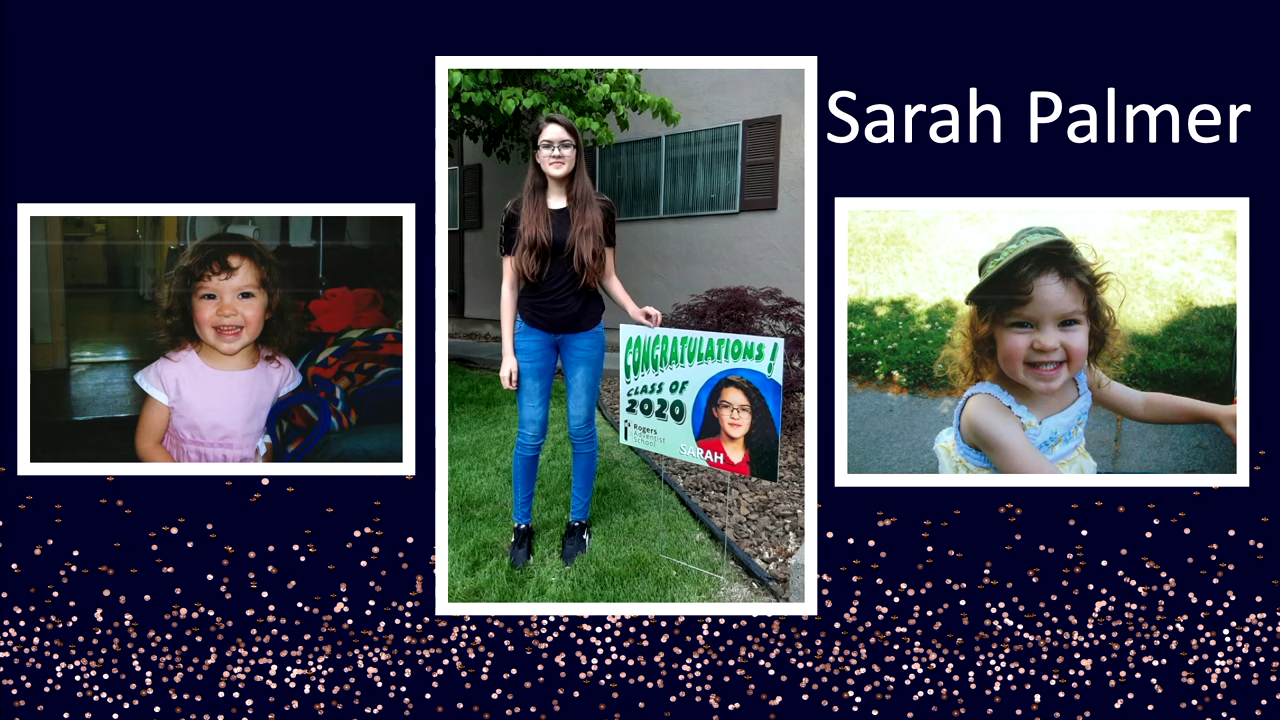 Sarah Palmer
CONGRATULATIONS!
CLASS OF
2020
Rogers
Adventist
School
SARAH